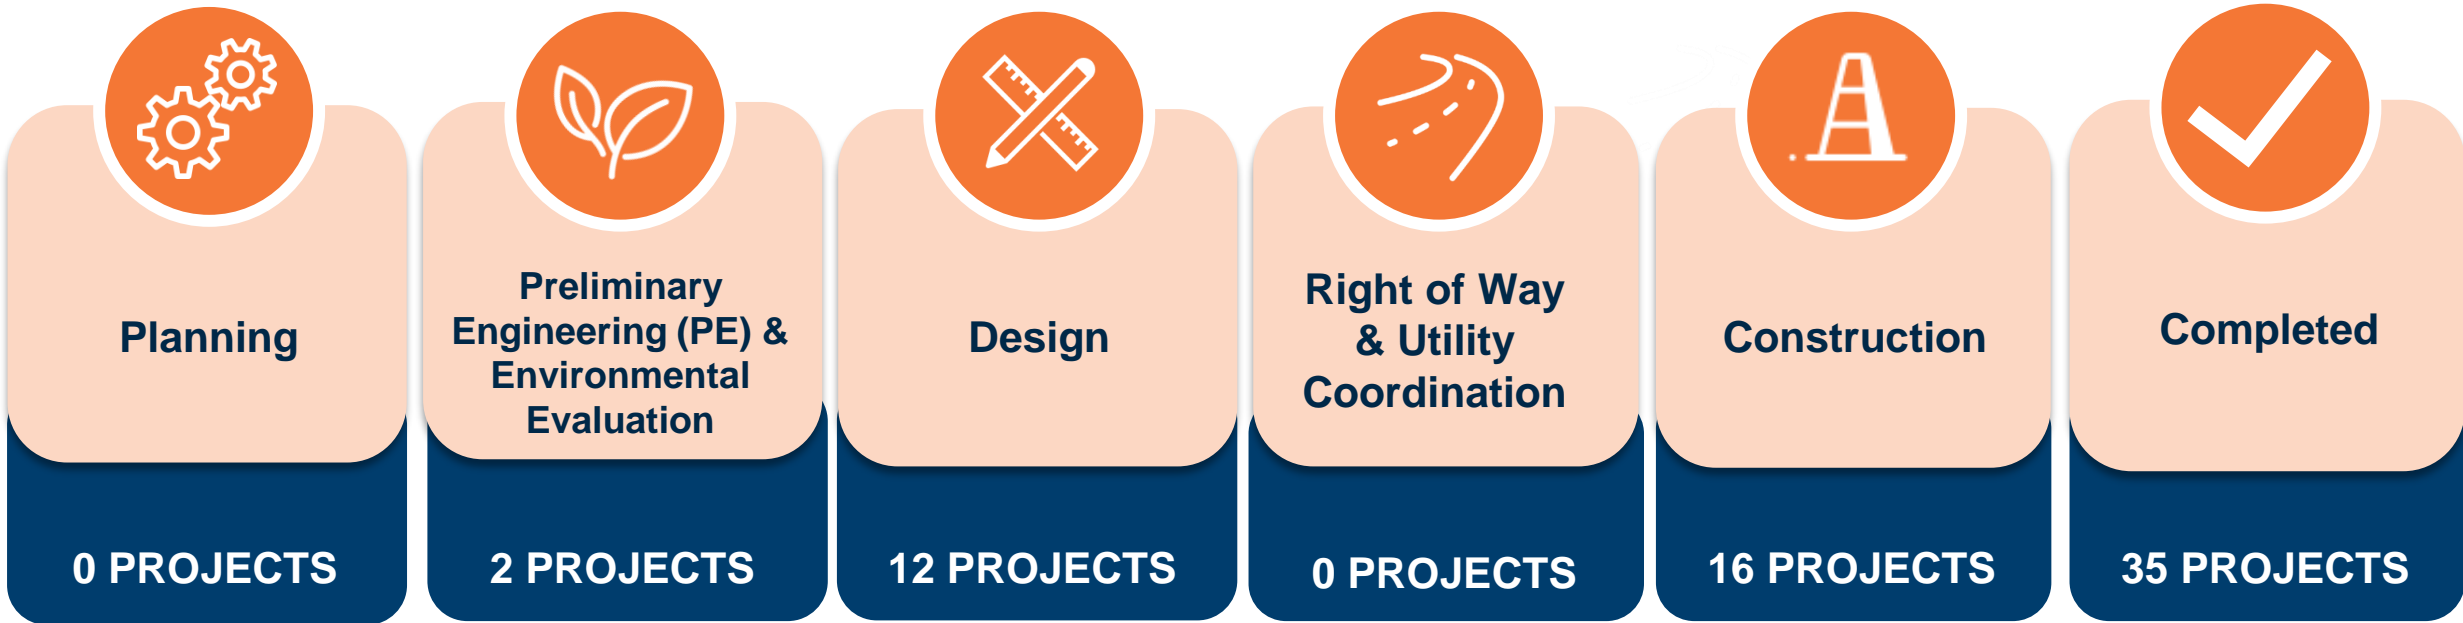 Planning
0 PROJECTS
Preliminary
Engineering (PE) &
Environmental
Evaluation
2 PROJECTS
Design
12 PROJECTS
Right of Way
& Utility
Coordination
0 PROJECTS
Construction
16 PROJECTS
Completed
35 PROJECTS